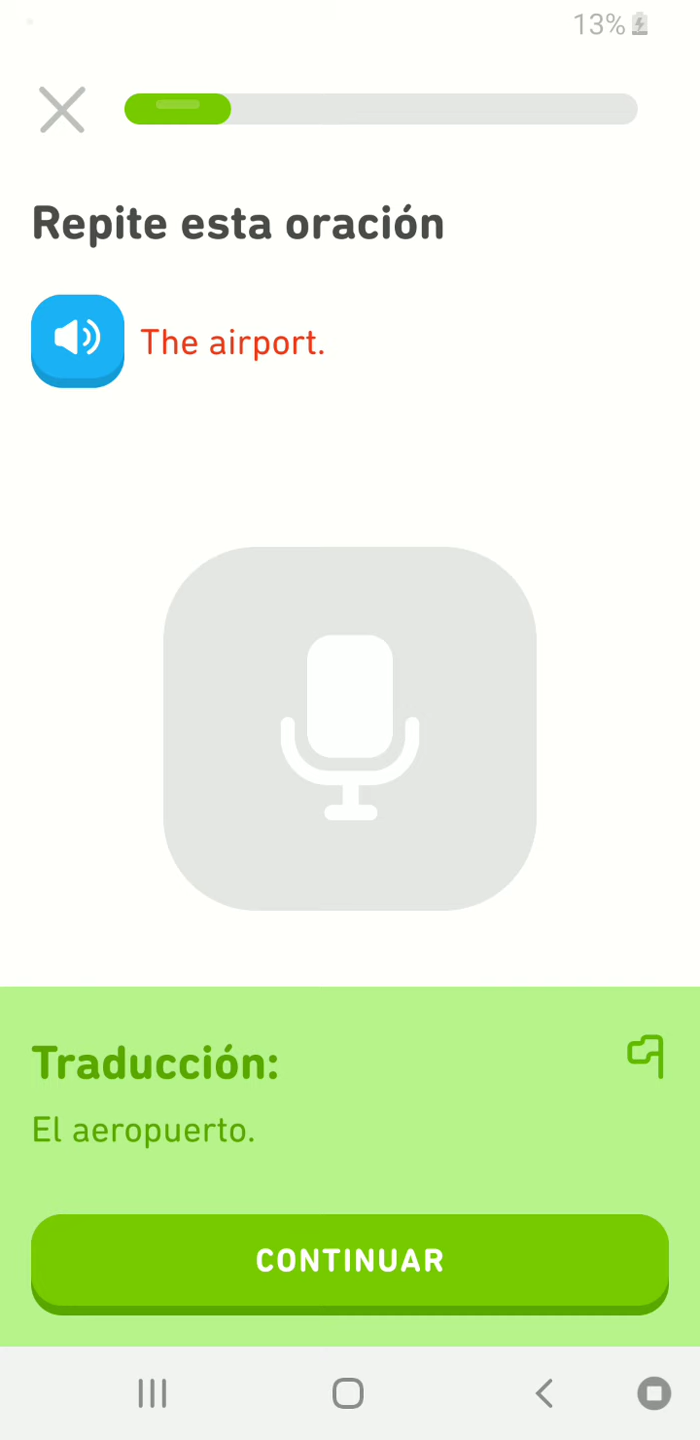 13%
Repite esta oración
The airport.
Traducción:
El aeropuerto.
CONTINUAR